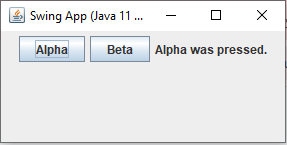 Swing App (Java 11 ...
Alpha Beta Alpha was pressed.